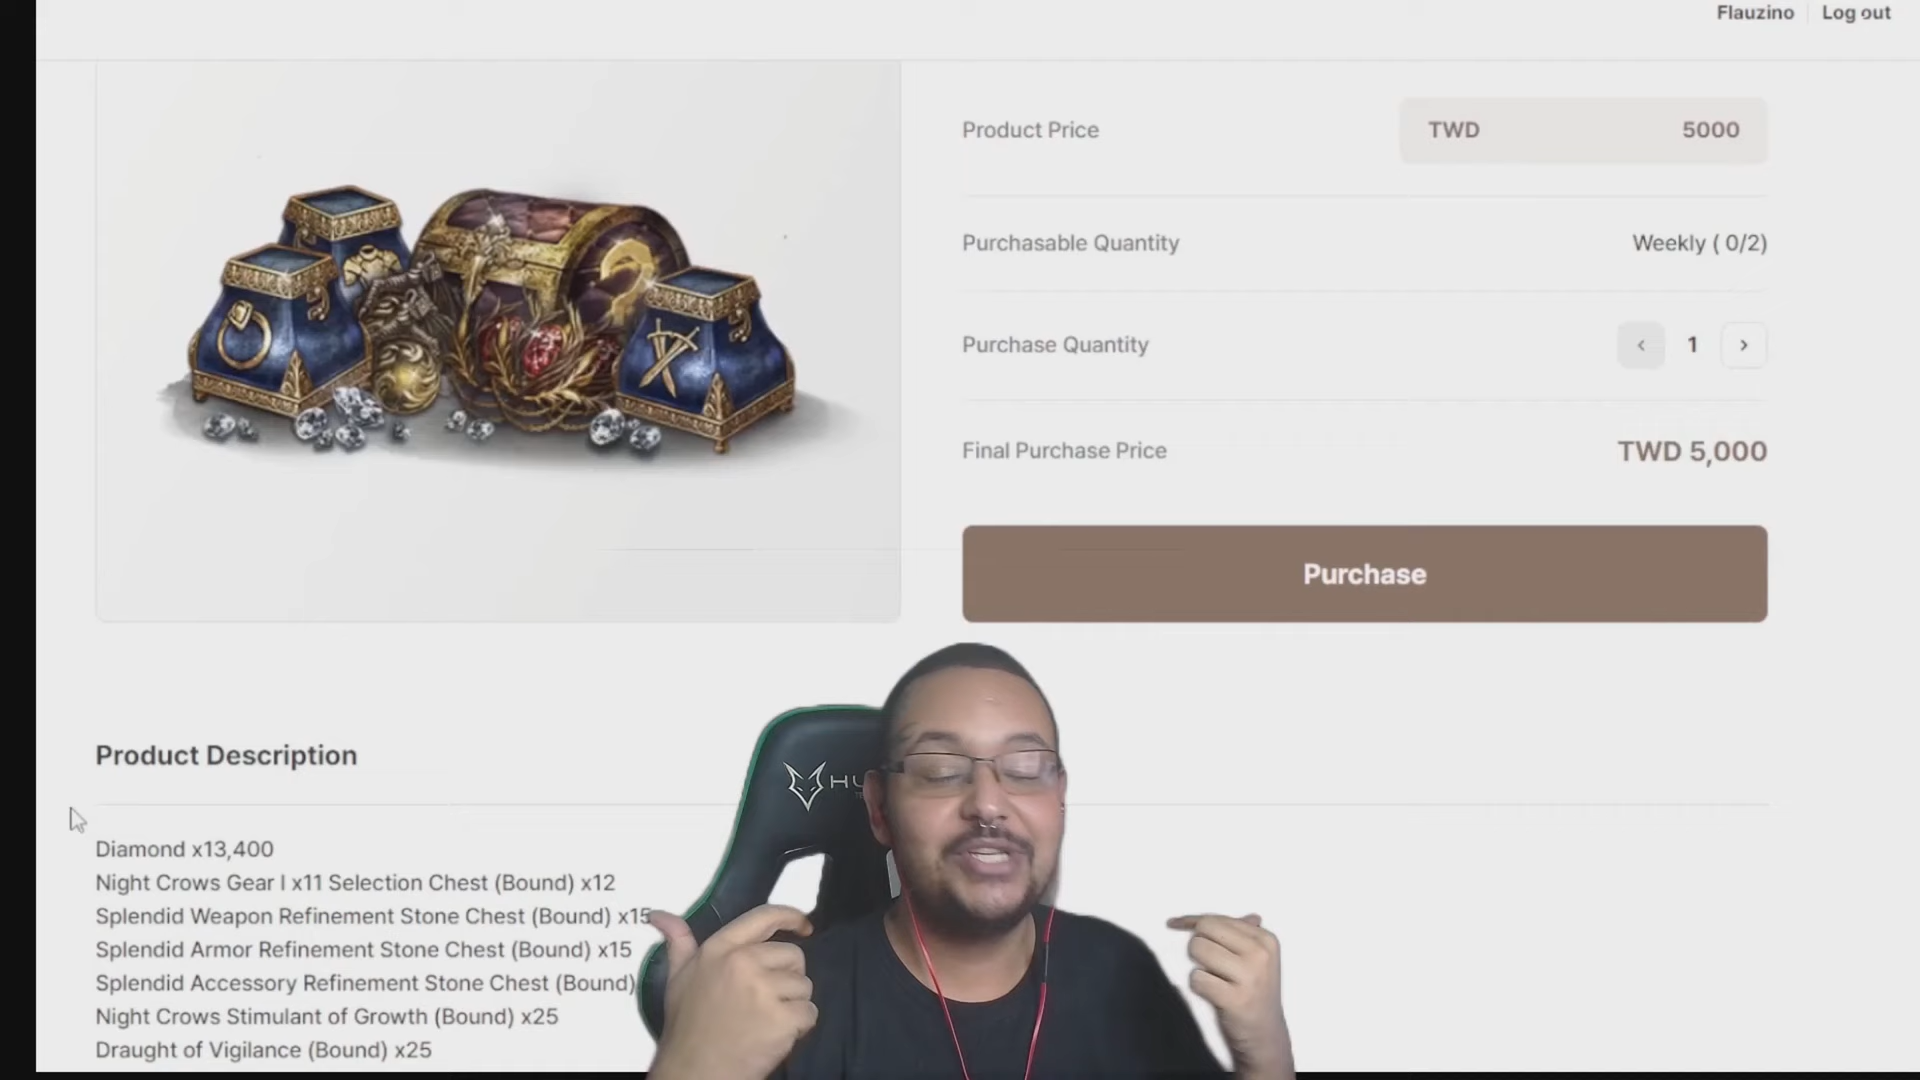 Flauzino
Log out
Product Price
TWD 5000
Purchasable Quantity
Weekly ( 0/2)
Purchase Quantity
< 1 >
Final Purchase Price
TWD 5,000
Purchase
Product Description
Diamond x13,400
Night Crows Gear I x11 Selection Chest (Bound) x12
Splendid Weapon Refinement Stone Chest (Bound) x15
Splendid Armor Refinement Stone Chest (Bound) x15
Splendid Accessory Refinement Stone Chest (Bound)
Night Crows Stimulant of Growth (Bound) x25
Draught of Vigilance (Bound) x25